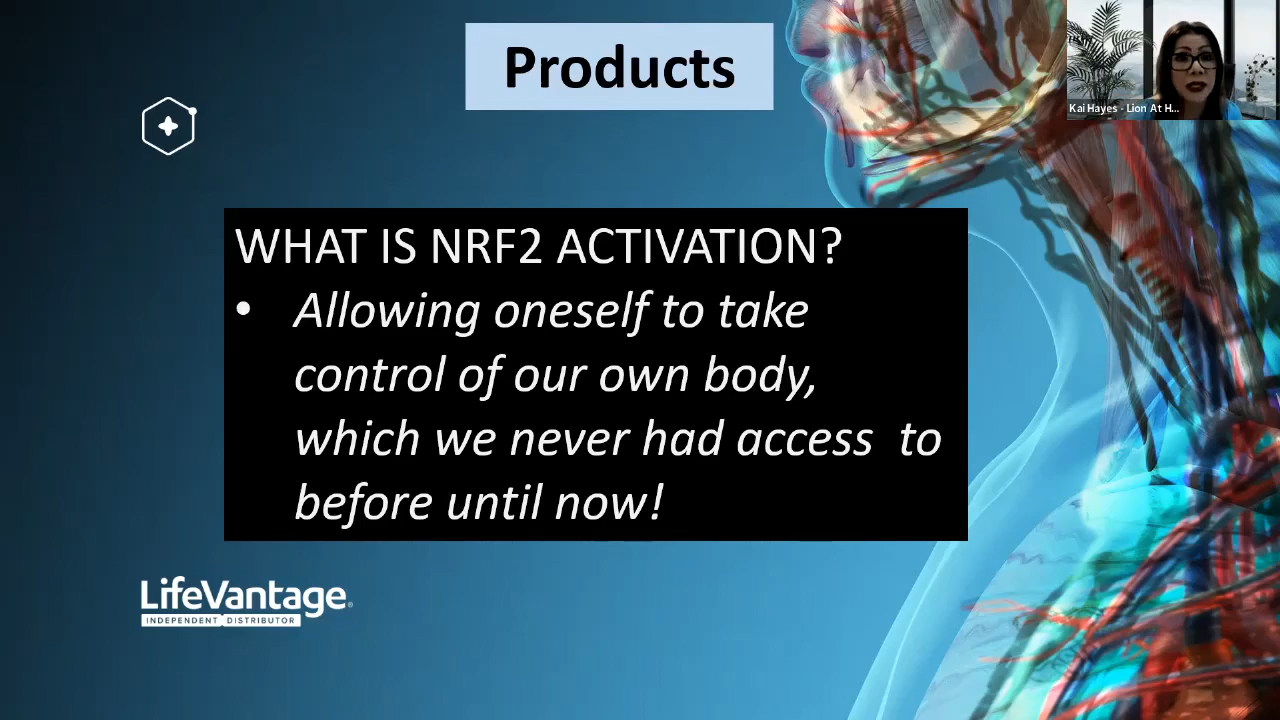 Products
Kai Hayes - Lion At H...
WHAT IS NRF2 ACTIVATION?
• Allowing oneself to take
control of our own body,
which we never had access to
before until now!
LifeVantage®
INDEPENDENT DISTRIBUTOR